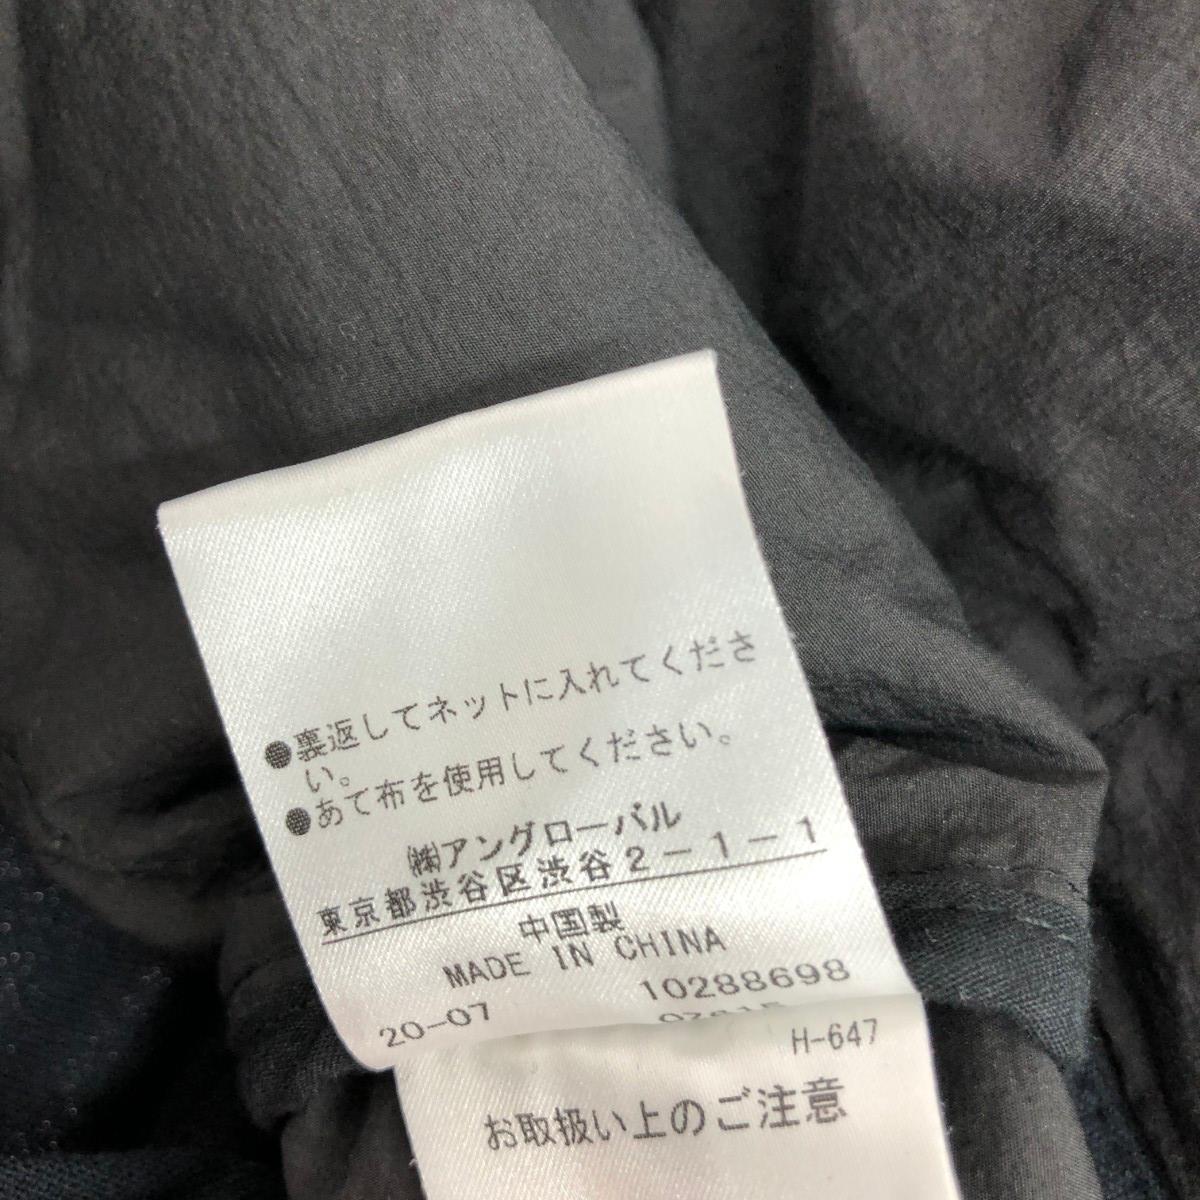 ●裏返してネットに入れてくださ
い。
●あて布を使用してください。
㈱アングローバル
東京都渋谷区渋谷2-1-1
中国製
MADE IN CHINA
20-07 10288698
H-647
お取扱い上のご注意